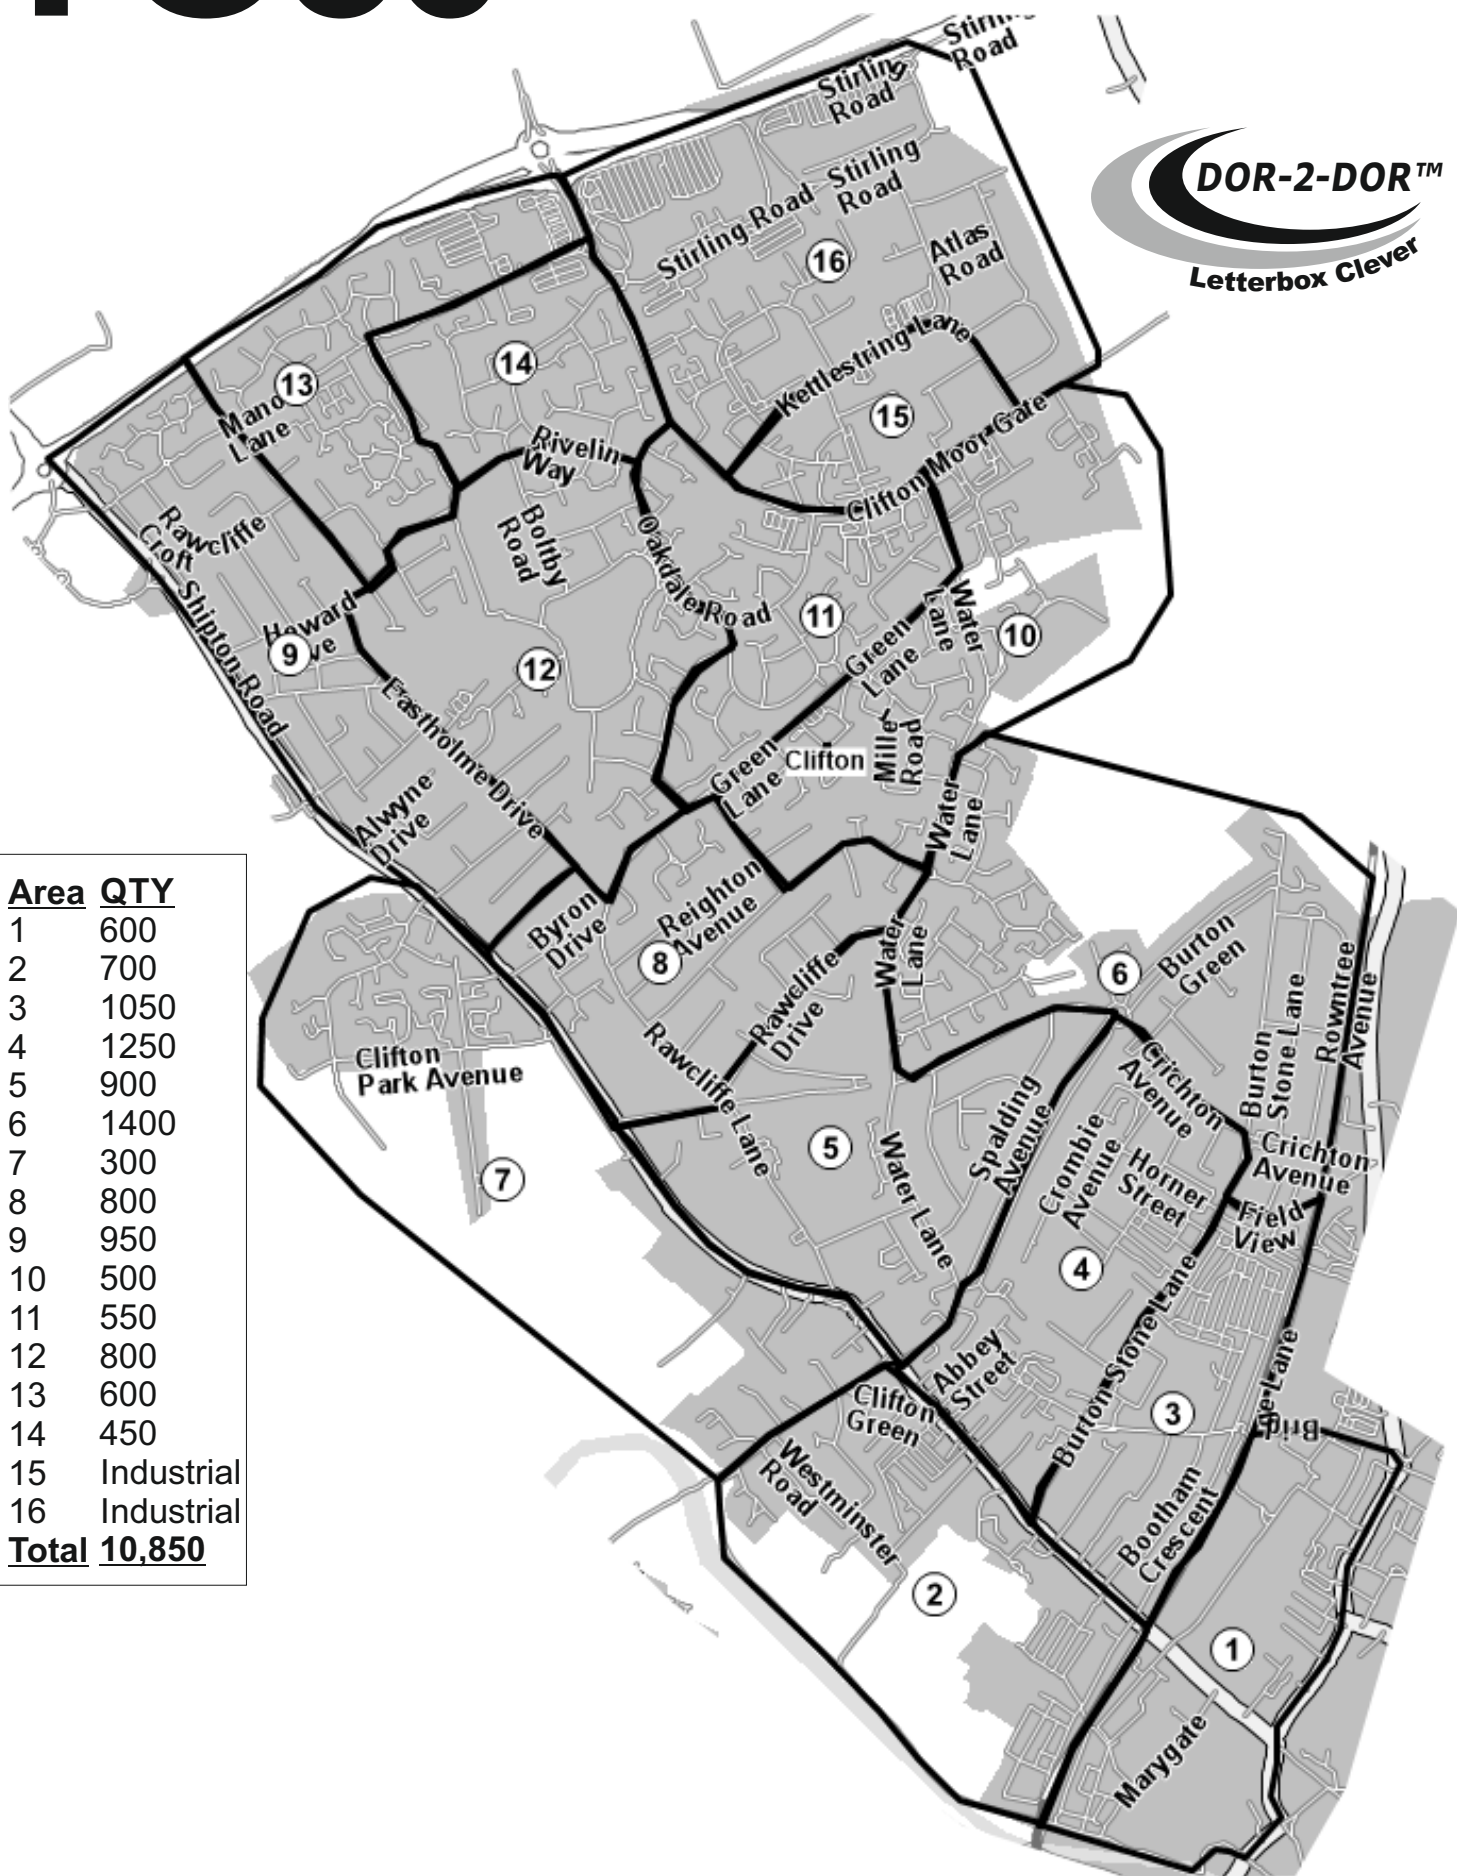 Stirling
Road
Stirling
Road
Stirling
Road
Stirling Road
16
Atlas
Road
DOR-2-DOR™
Letterbox Clever
Kettlestring Lane
14
13
Lane
15
Clifton Moor Gate
Rivelin
Way
Rawcliffe
Croft
Boltby
Road
Oakdale Road
11
Water
Lane
10
Howard
9
Shipton Road
12
Green
Lane
Eastholme Drive
Green
Lane
Clifton
Road
Alwyne
Drive
Water
Lane
Area QTY
1 600
2 700
3 1050
4 1250
5 900
6 1400
7 300
8 800
9 950
10 500
11 550
12 800
13 600
14 450
15 Industrial
16 Industrial
Total 10,850
Byron
Drive
Reighton
Avenue
8
Water
Lane
6
Burton
Green
Rawcliffe
Drive
Rowntree
Avenue
Burton
Stone Lane
Clifton
Park Avenue
Rawcliffe Lane
Crichton
Avenue
Spalding
Avenue
5
7
Water Lane
Crombie
Avenue
Horner
Street
Crichton
Avenue
Field
View
4
Burton Stone Lane
Abbey
Street
Clifton
Green
3
Lane
Westminster
Road
Bootham
Crescent
2
1
Marygate